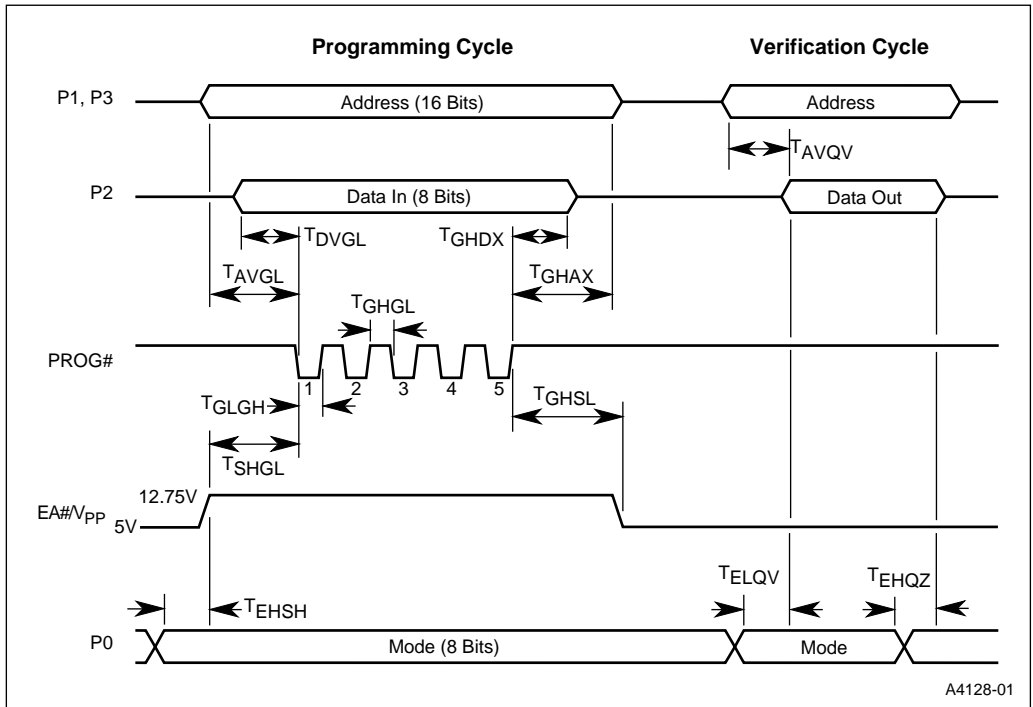 Programming Cycle Verification Cycle
P1, P3 Address (16 Bits) Address
TAVQV
P2 Data In (8 Bits) Data Out
TDVGL TGHDX
TAVGL TGHAX
TGHGL
PROG#
1 2 3 4 5
TGLGH TGHSL
TSHGL
12.75V
EA#/VPP 5V
TELQV TEHQZ
TEHSH
P0 Mode (8 Bits) Mode
A4128-01